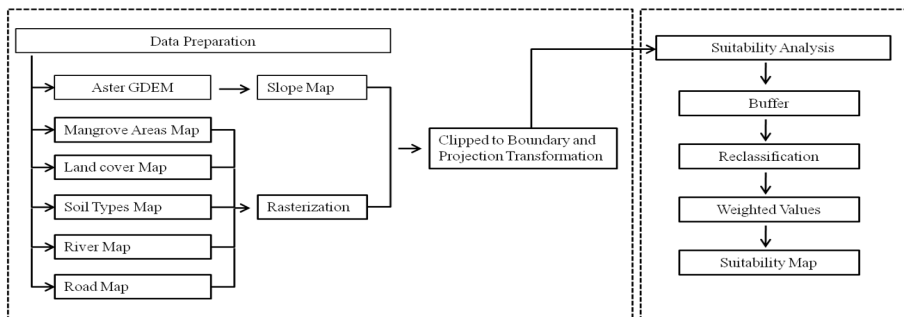 Data Preparation
Aster GDEM
Slope Map
Mangrove Areas Map
Land cover Map
Soil Types Map
River Map
Road Map
Rasterization
Clipped to Boundary and
Projection Transformation
Suitability Analysis
Buffer
Reclassification
Weighted Values
Suitability Map